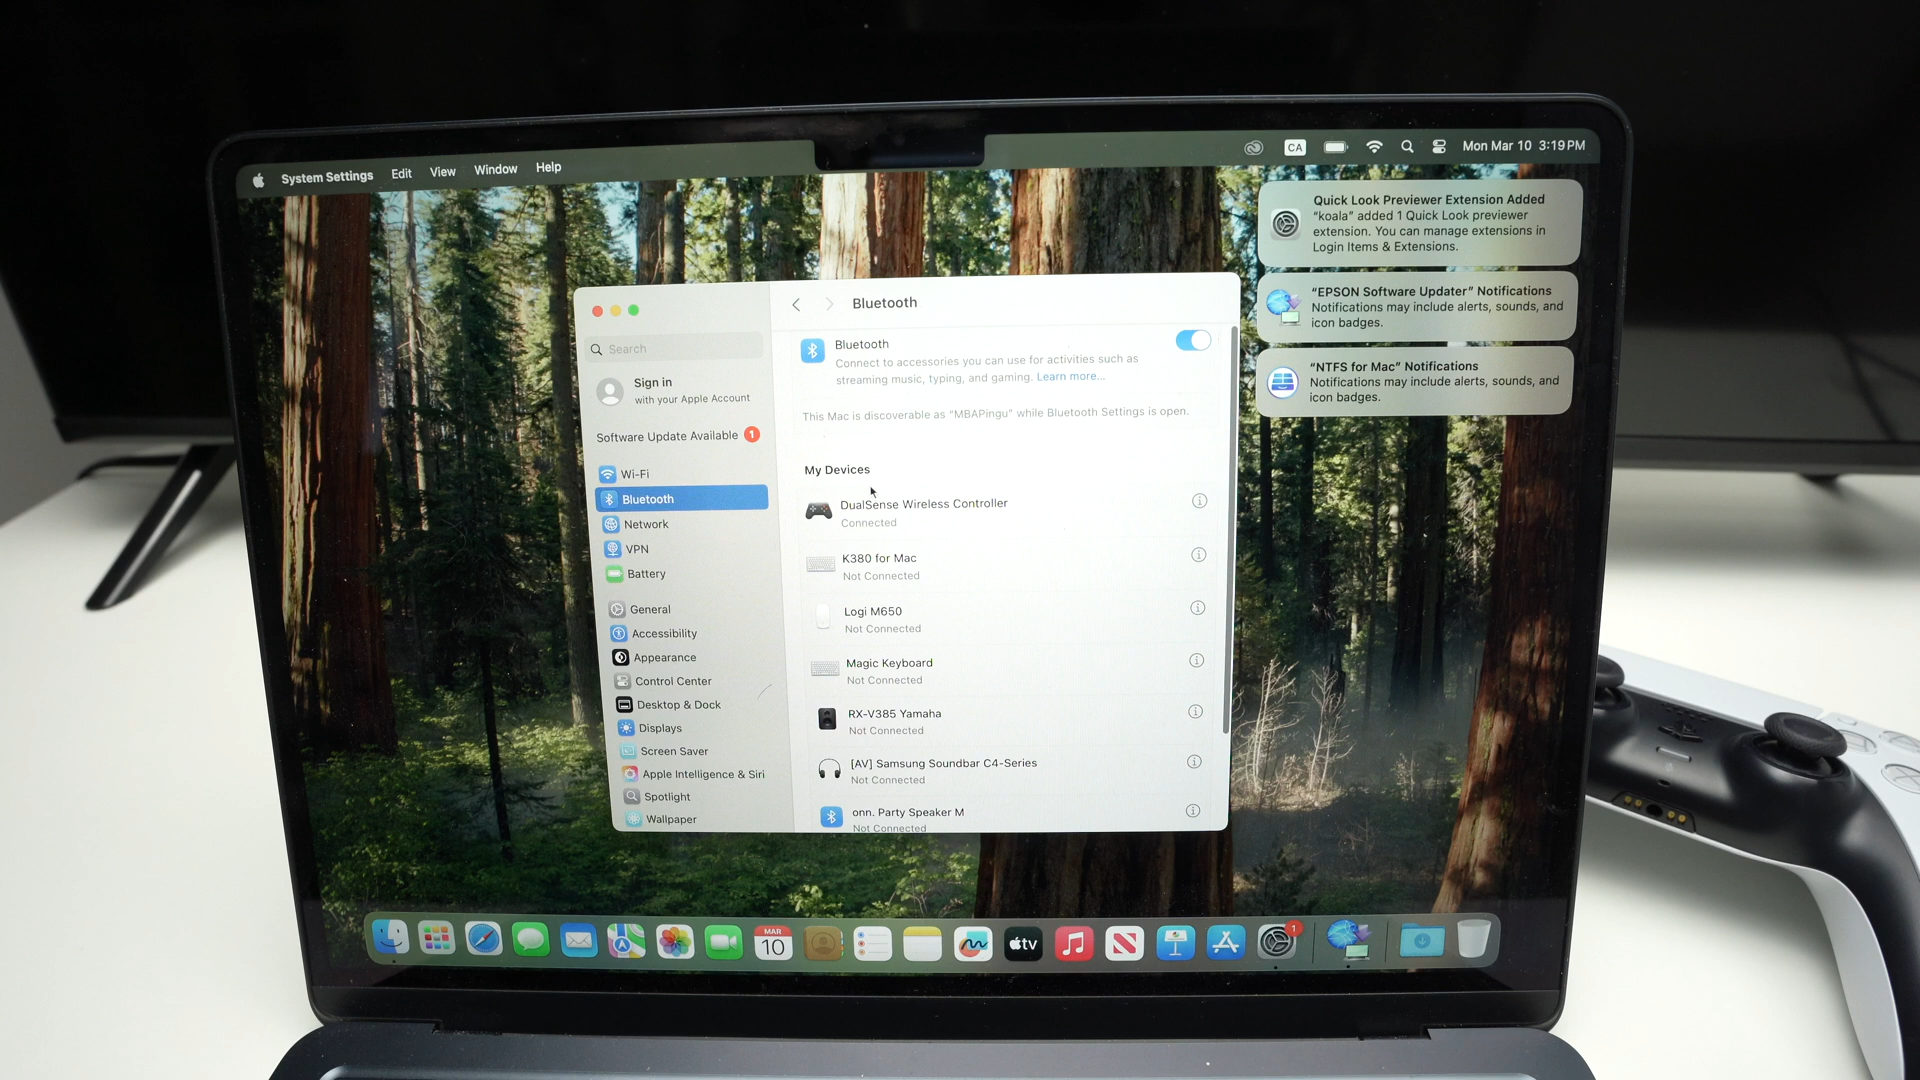 System Settings Edit View Window Help
CA Mon Mar 10 3:19 PM
Quick Look Previewer Extension Added
“koala” added 1 Quick Look previewer
extension. You can manage extensions in
Login Items & Extensions.
“EPSON Software Updater” Notifications
Notifications may include alerts, sounds, and
icon badges.
“NTFS for Mac” Notifications
Notifications may include alerts, sounds, and
icon badges.
Search
Sign in
with your Apple Account
Software Update Available 1
Wi-Fi
Bluetooth
Network
VPN
Battery
General
Accessibility
Appearance
Control Center
Desktop & Dock
Displays
Screen Saver
Apple Intelligence & Siri
Spotlight
Wallpaper
Bluetooth
Bluetooth
Connect to accessories you can use for activities such as
streaming music, typing, and gaming. Learn more...
This Mac is discoverable as “MBAPingu” while Bluetooth Settings is open.
My Devices
DualSense Wireless Controller
Connected
K380 for Mac
Not Connected
Logi M650
Not Connected
Magic Keyboard
Not Connected
RX-V385 Yamaha
Not Connected
[AV] Samsung Soundbar C4-Series
Not Connected
onn. Party Speaker M
Not Connected
MAR
10
tv
1